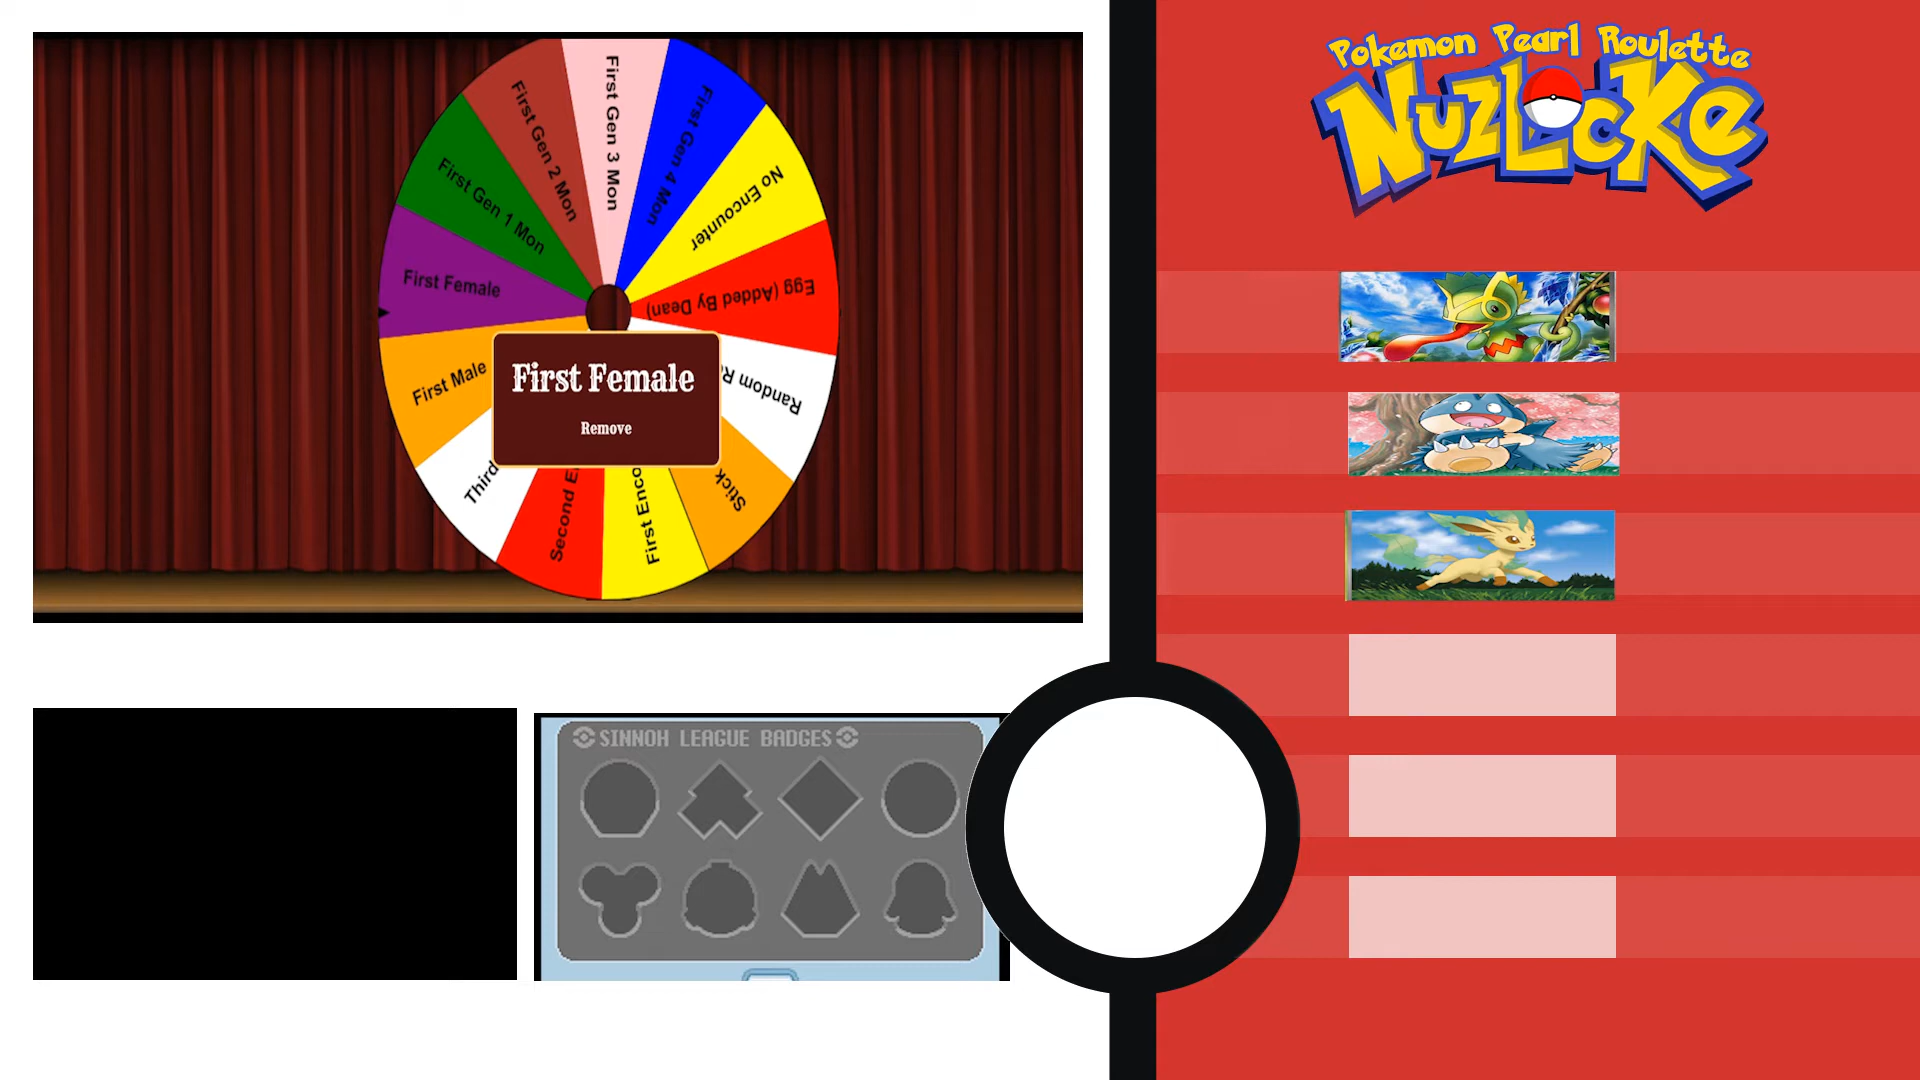 Pokemon Pearl Roulette
Nuzlocke
First Gen 3 Mon
First Gen 4 Mon
No Encounter
Egg (Added By Dean)
Random
Stick
First
Second
Third
First Male
First Female
First Gen 1 Mon
First Gen 2 Mon
First Female
Remove
SINNOH LEAGUE BADGES